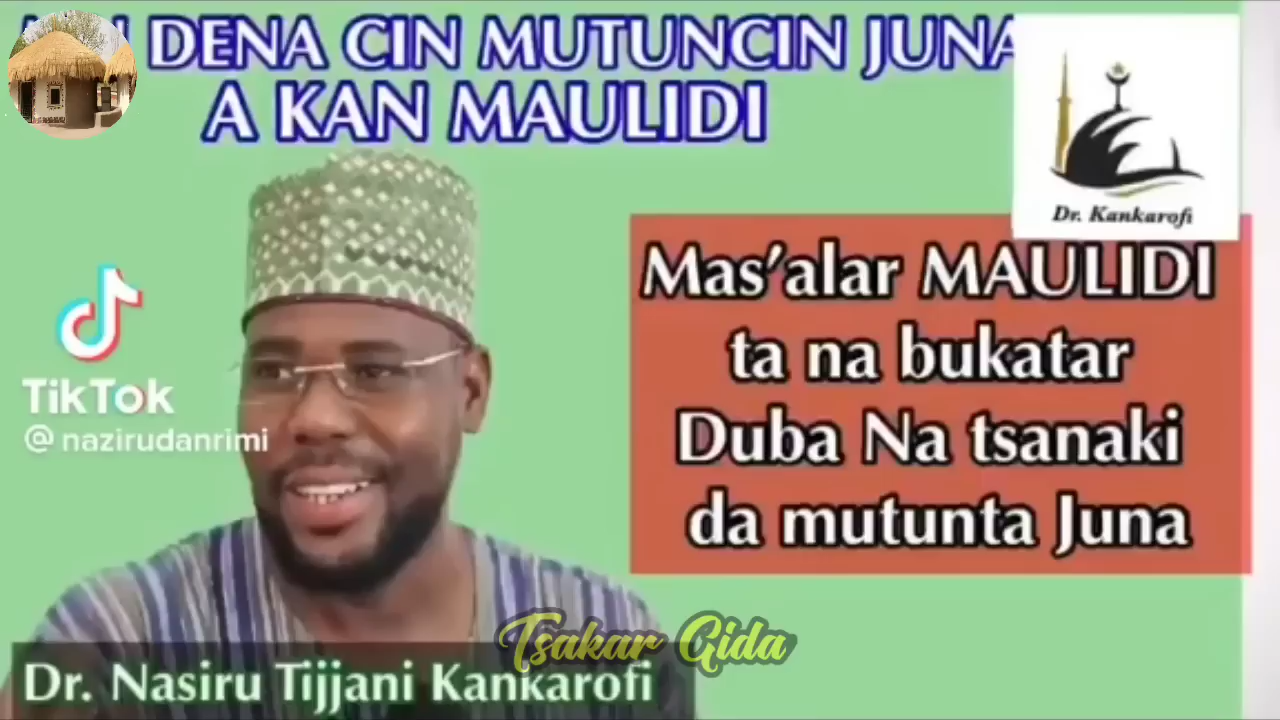 DENA CIN MUTUNCIN JUNA
A KAN MAULIDI
Dr. Kankarofi
Mas'alar MAULIDI
ta na bukatar
Duba Na tsanaki
da mutunta Juna
TikTok
@nazirudanrimi
Tsakar Gida
Dr. Nasiru Tijjani Kankarofi